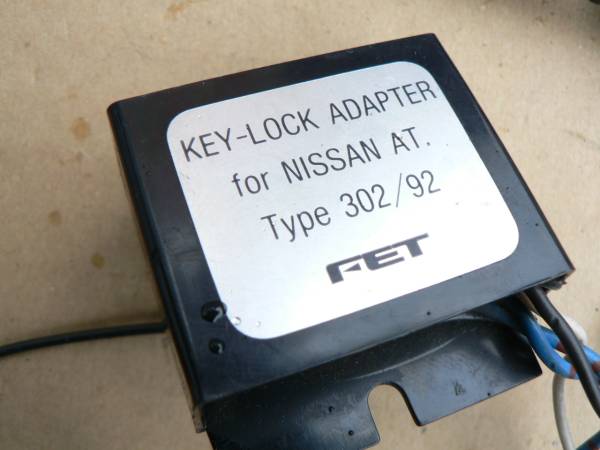 KEY-LOCK ADAPTER
for NISSAN AT.
Type 302/92
FET